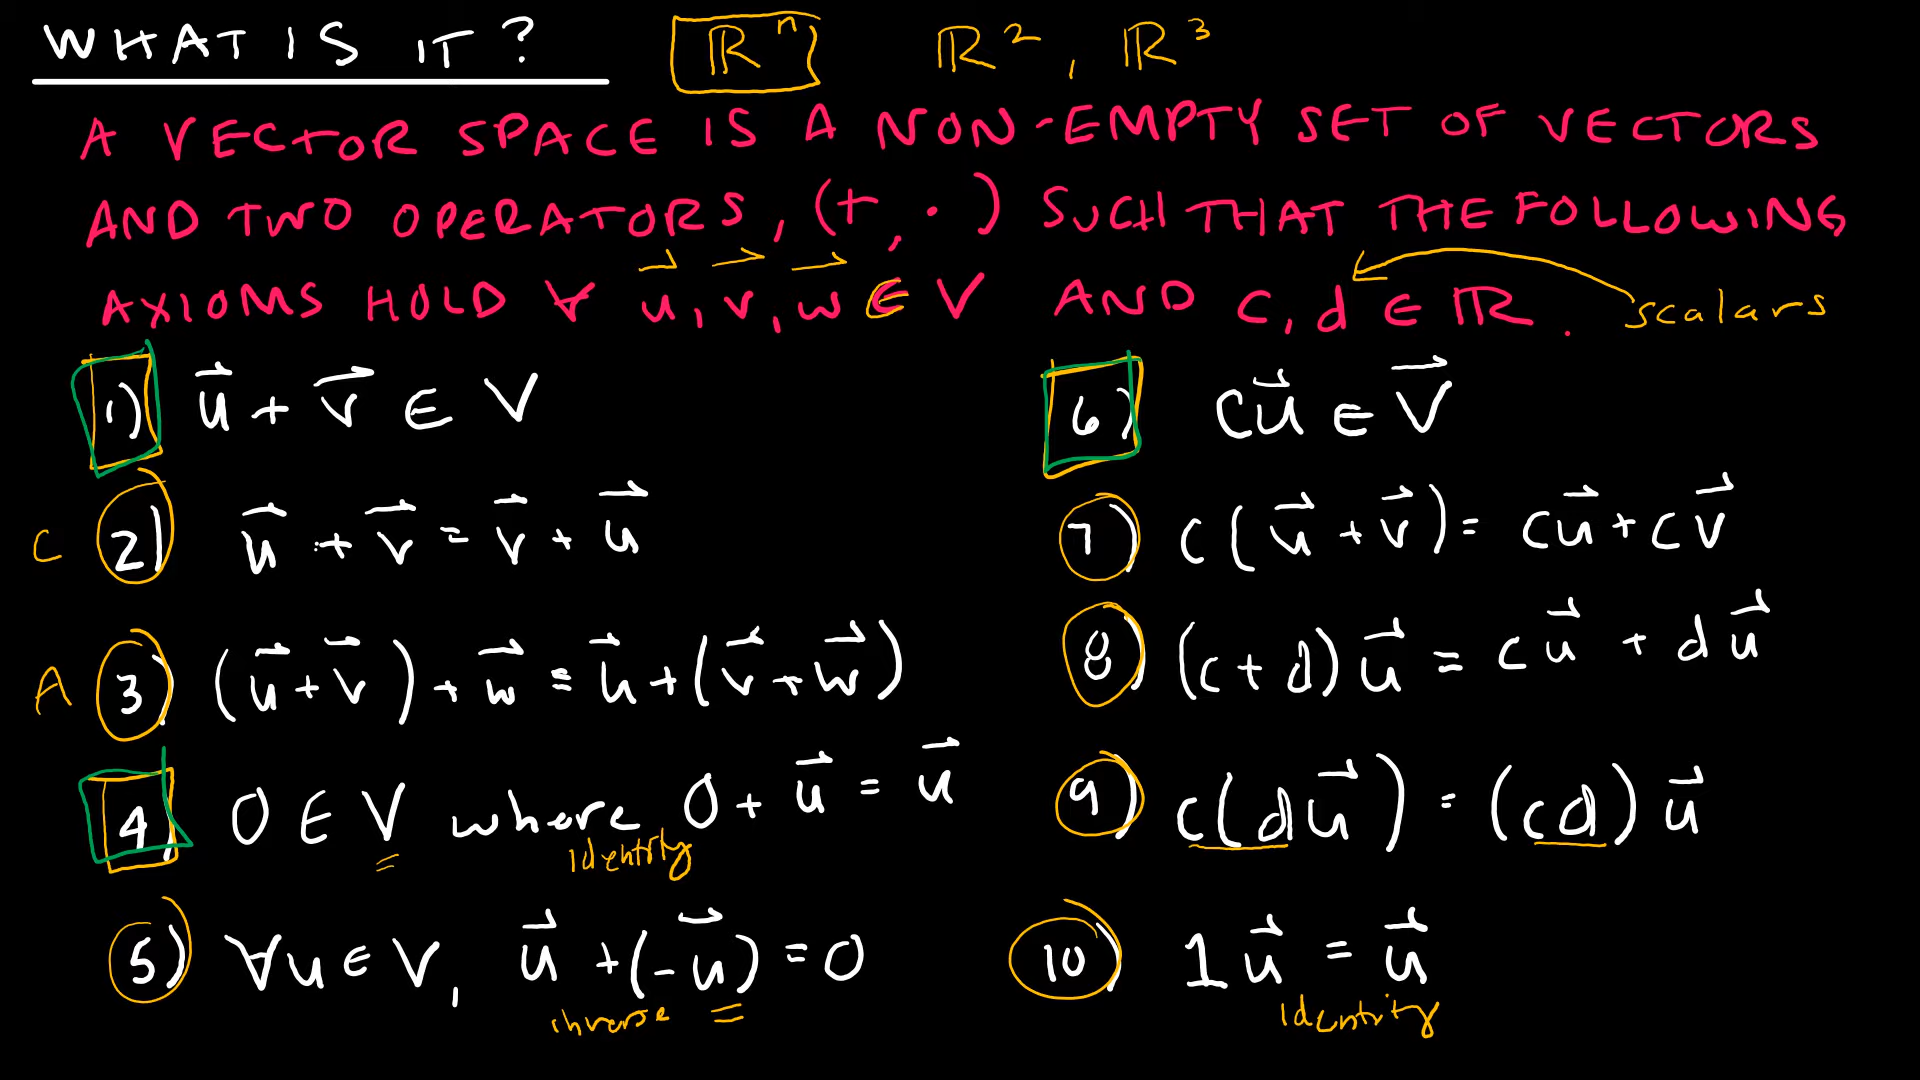 WHAT IS IT? ℝⁿ ℝ², ℝ³
A VECTOR SPACE IS A NON-EMPTY SET OF VECTORS
AND TWO OPERATORS, (+, ·) SUCH THAT THE FOLLOWING
AXIOMS HOLD ∀ u⃗, v⃗, w⃗ ∈ V AND c, d ∈ ℝ. scalars
1) u⃗ + v⃗ ∈ V
C 2) u⃗ + v⃗ = v⃗ + u⃗
A 3) (u⃗ + v⃗) + w⃗ = u⃗ + (v⃗ + w⃗)
4) 0 ∈ V where 0 + u⃗ = u⃗
identity
5) ∀u ∈ V, u⃗ + (-u⃗) = 0
inverse
6) cu⃗ ∈ V⃗
7) c(u⃗ + v⃗) = cu⃗ + cv⃗
8) (c + d)u⃗ = cu⃗ + du⃗
9) c(du⃗) = (cd)u⃗
10) 1u⃗ = u⃗
identity